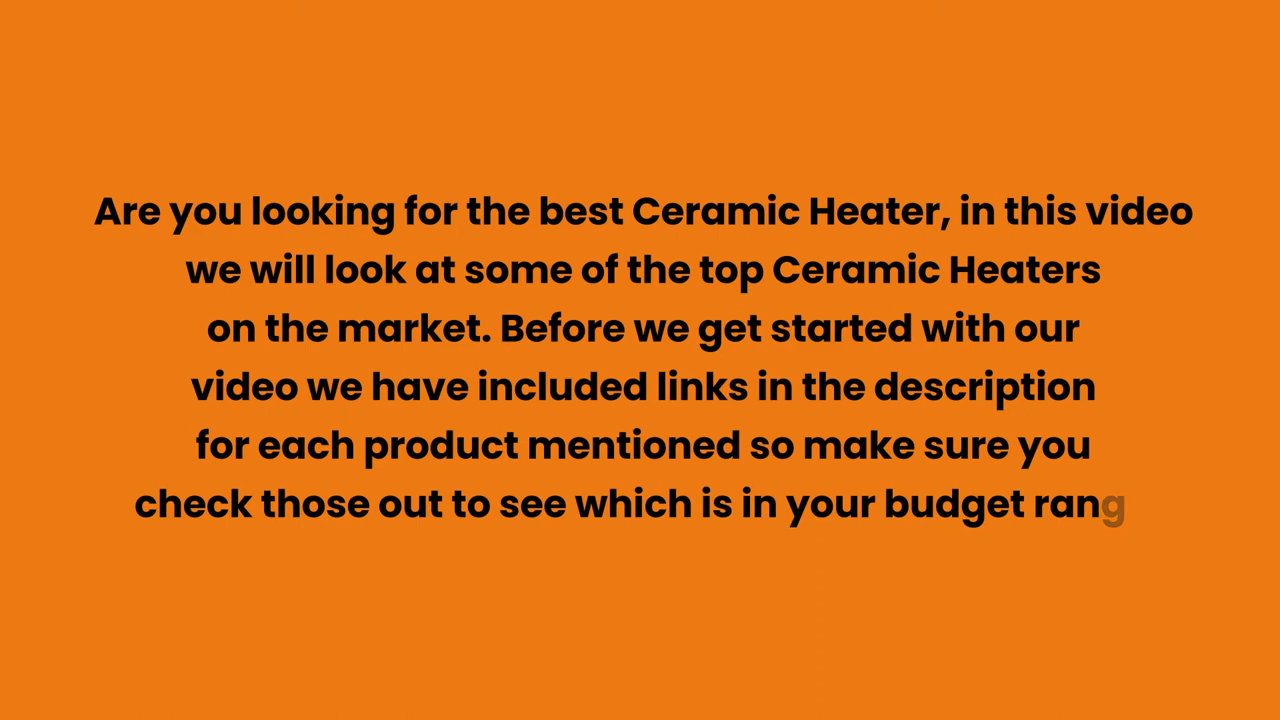 Are you looking for the best Ceramic Heater, in this video
we will look at some of the top Ceramic Heaters
on the market. Before we get started with our
video we have included links in the description
for each product mentioned so make sure you
check those out to see which is in your budget rang